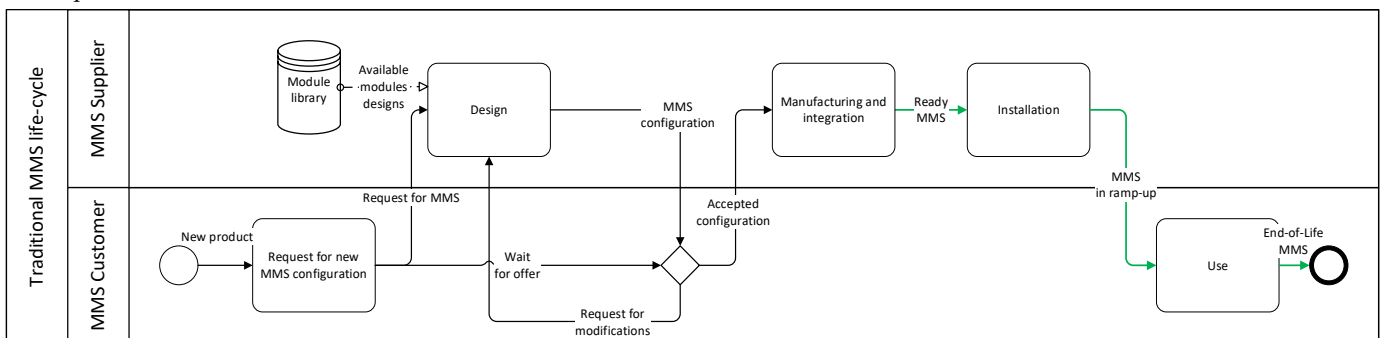 Traditional MMS life-cycle
MMS Supplier
Module
library
Available
modules
designs
Design
MMS
configuration
Manufacturing and
integration
Ready
MMS
Installation
MMS
in ramp-up
MMS Customer
New product
Request for new
MMS configuration
Request for MMS
Wait
for offer
Request for
modifications
Accepted
configuration
Use
End-of-Life
MMS